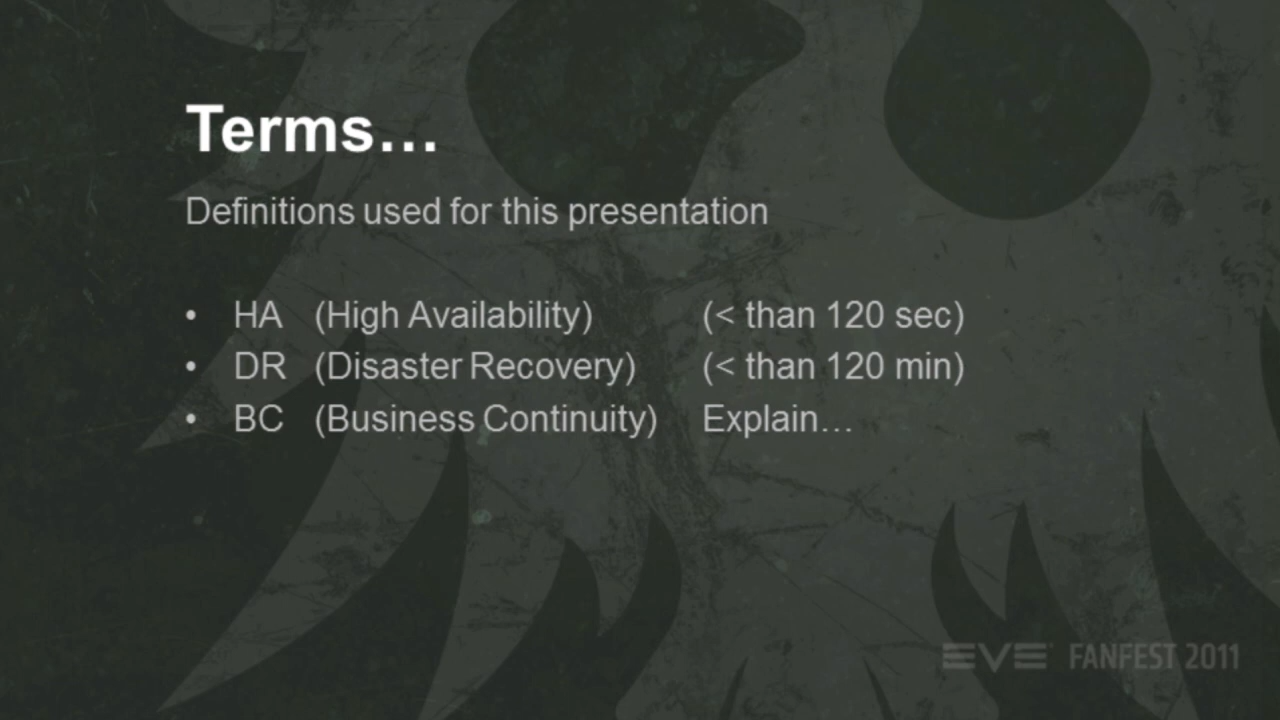 Terms…
Definitions used for this presentation
• HA (High Availability) (< than 120 sec)
• DR (Disaster Recovery) (< than 120 min)
• BC (Business Continuity) Explain…
EVE FANFEST 2011